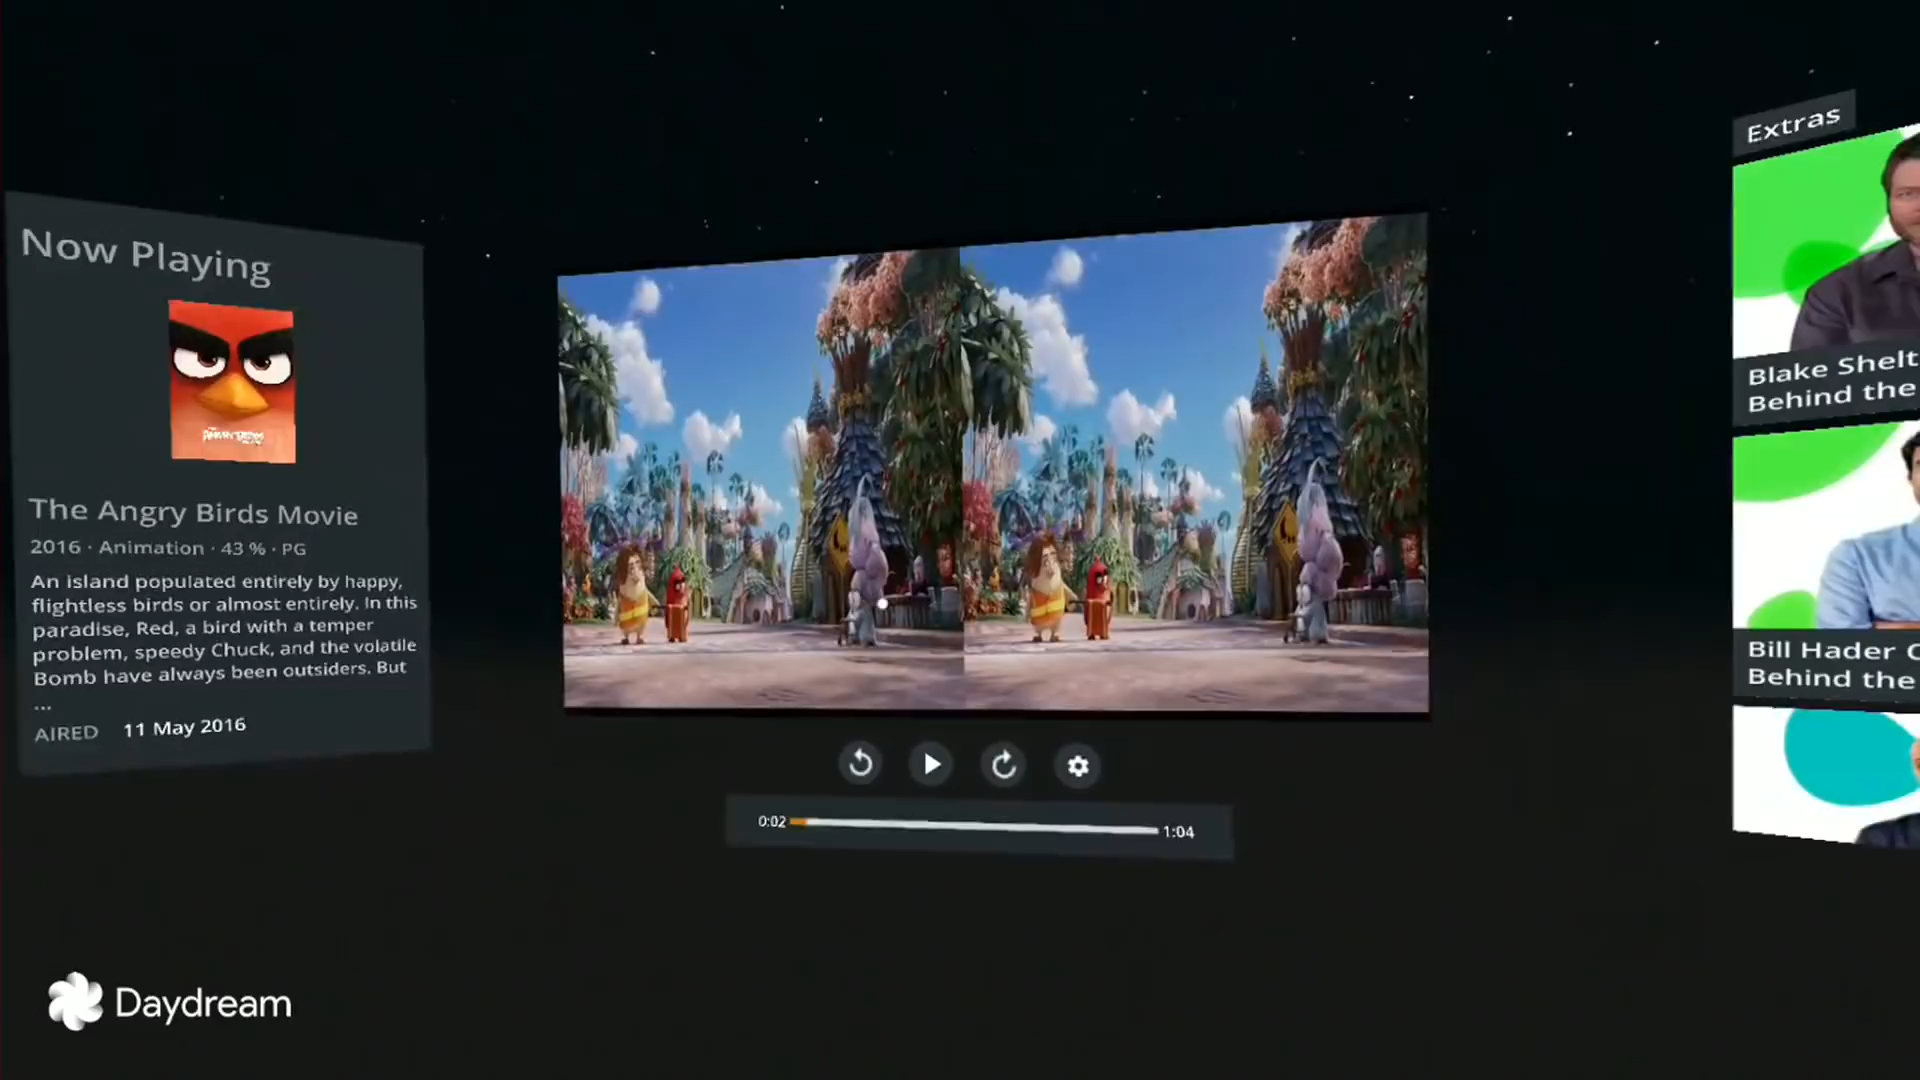 Now Playing
The Angry Birds Movie
2016 · Animation · 43 % · PG
An island populated entirely by happy,
flightless birds or almost entirely. In this
paradise, Red, a bird with a temper
problem, speedy Chuck, and the volatile
Bomb have always been outsiders. But
...
AIRED 11 May 2016
0:02
1:04
Extras
Blake Shelt
Behind the
Bill Hader
Behind the
Daydream